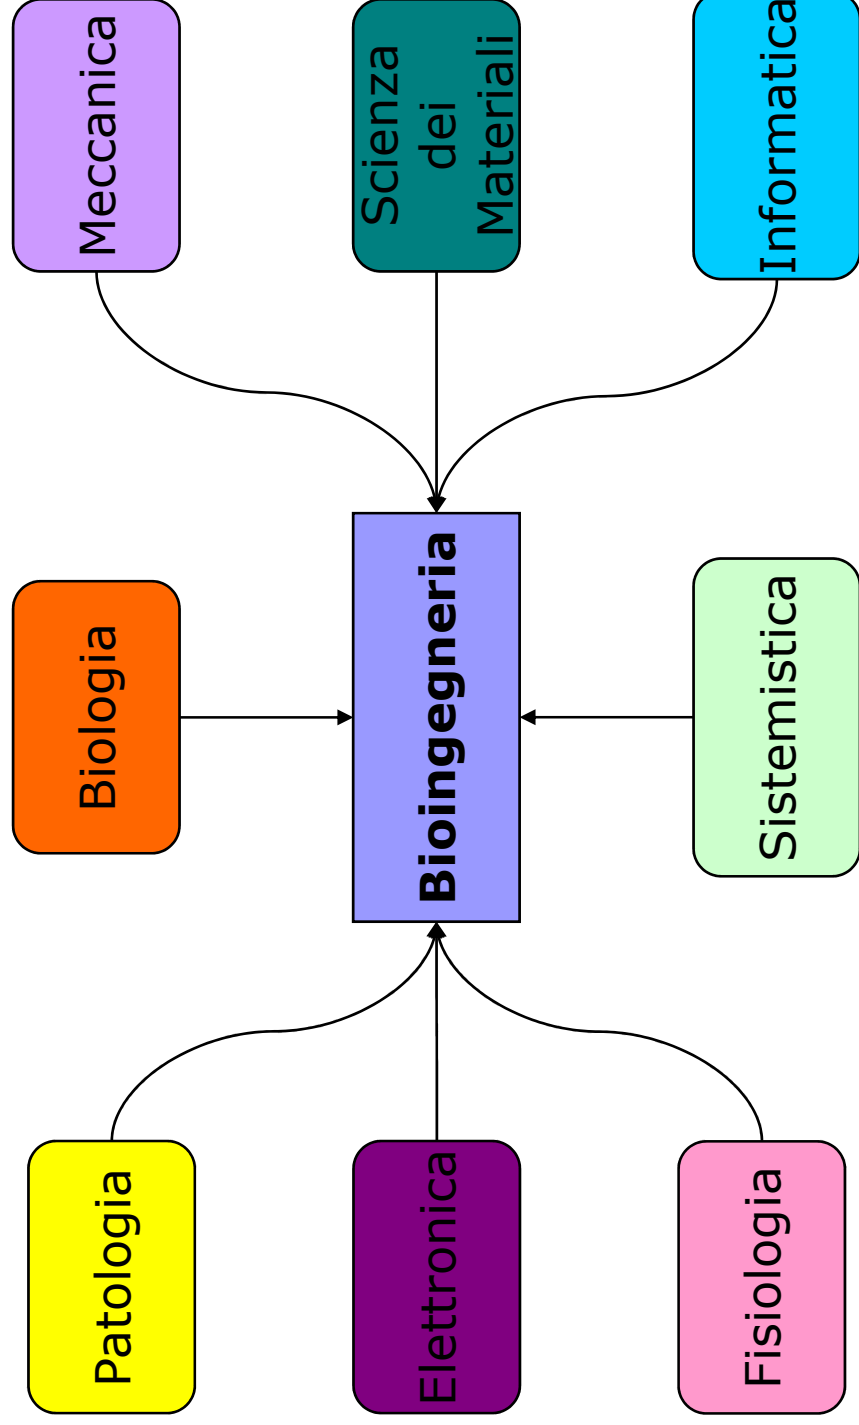 Patologia
Biologia
Meccanica
Elettronica
Bioingegneria
Scienza
dei
Materiali
Fisiologia
Sistemistica
Informatica